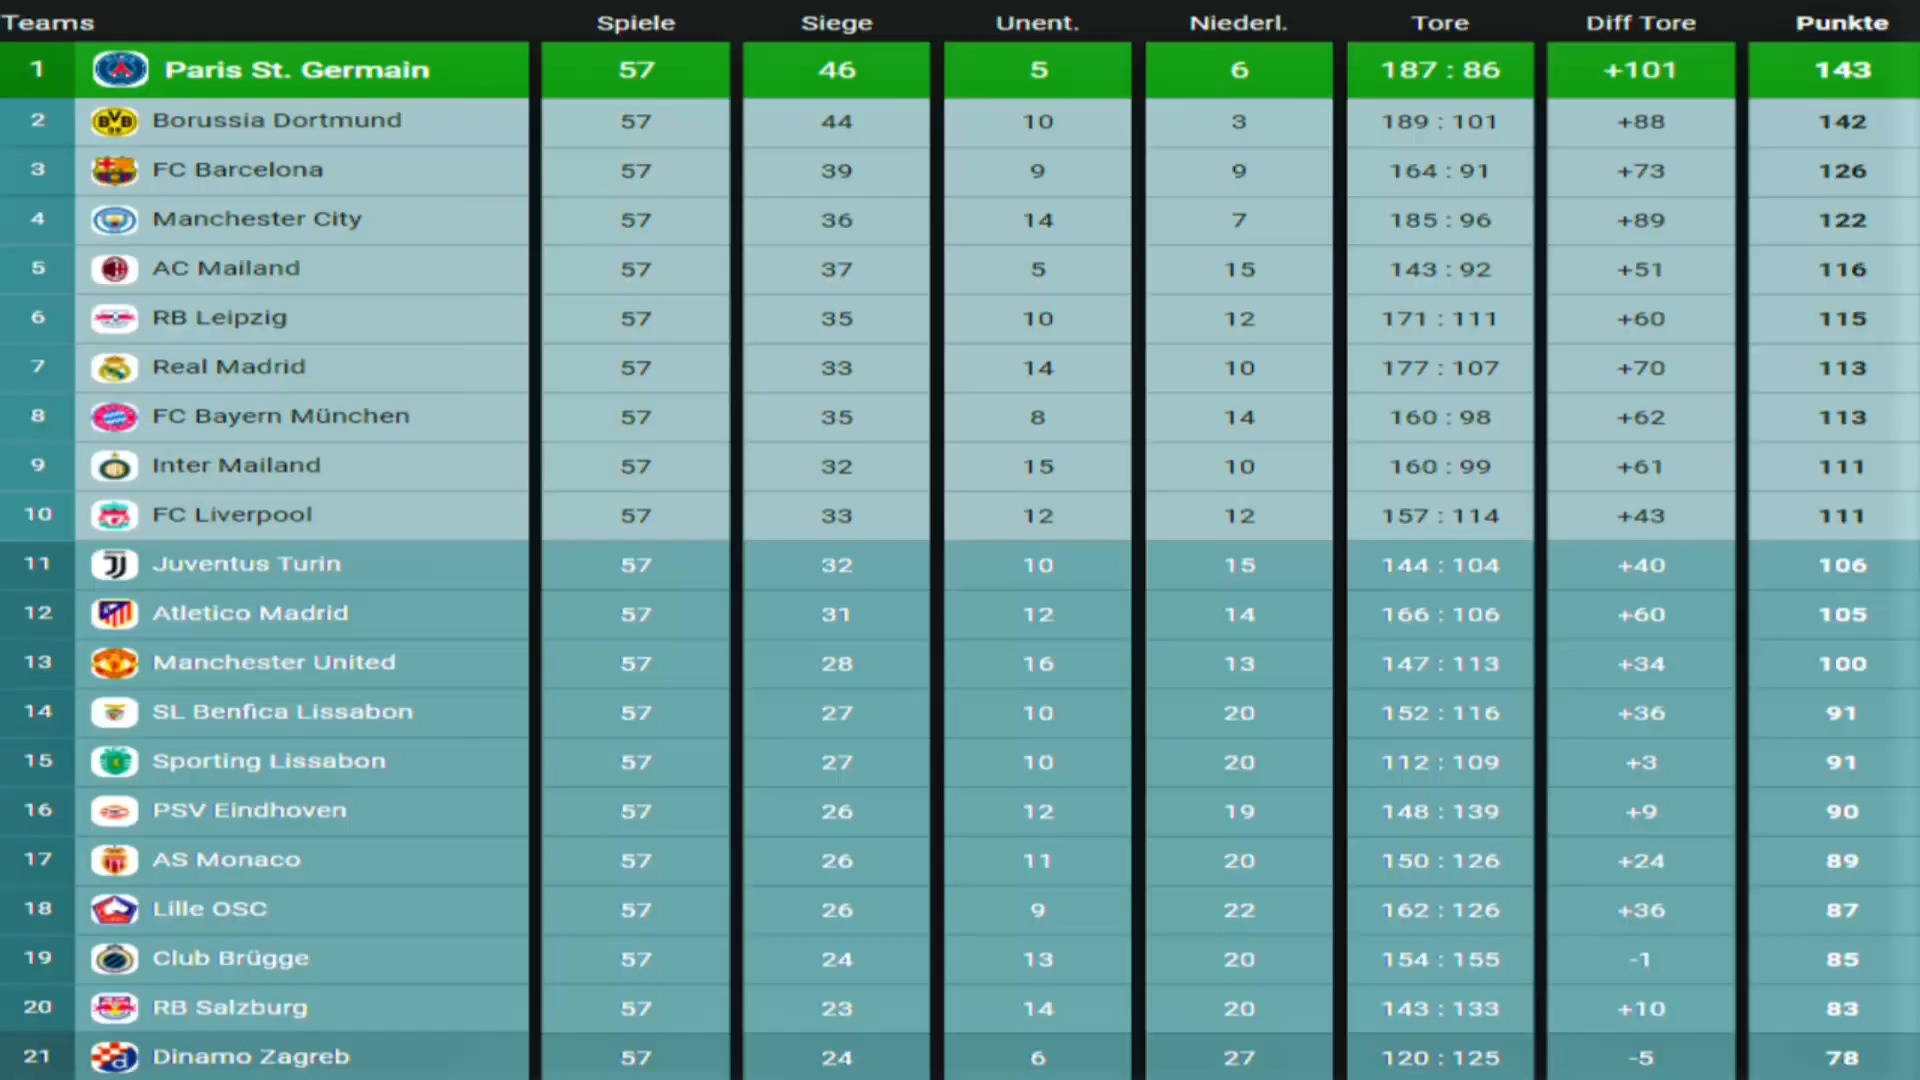 Teams Spiele Siege Unent. Niederl. Tore Diff Tore Punkte
1 Paris St. Germain 57 46 5 6 187 : 86 +101 143
2 Borussia Dortmund 57 44 10 3 189 : 101 +88 142
3 FC Barcelona 57 39 9 9 164 : 91 +73 126
4 Manchester City 57 36 14 7 185 : 96 +89 122
5 AC Mailand 57 37 5 15 143 : 92 +51 116
6 RB Leipzig 57 35 10 12 171 : 111 +60 115
7 Real Madrid 57 33 14 10 177 : 107 +70 113
8 FC Bayern München 57 35 8 14 160 : 98 +62 113
9 Inter Mailand 57 32 15 10 160 : 99 +61 111
10 FC Liverpool 57 33 12 12 157 : 114 +43 111
11 Juventus Turin 57 32 10 15 144 : 104 +40 106
12 Atletico Madrid 57 31 12 14 166 : 106 +60 105
13 Manchester United 57 28 16 13 147 : 113 +34 100
14 SL Benfica Lissabon 57 27 10 20 152 : 116 +36 91
15 Sporting Lissabon 57 27 10 20 112 : 109 +3 91
16 PSV Eindhoven 57 26 12 19 148 : 139 +9 90
17 AS Monaco 57 26 11 20 150 : 126 +24 89
18 Lille OSC 57 26 9 22 162 : 126 +36 87
19 Club Brügge 57 24 13 20 154 : 155 -1 85
20 RB Salzburg 57 23 14 20 143 : 133 +10 83
21 Dinamo Zagreb 57 24 6 27 120 : 125 -5 78